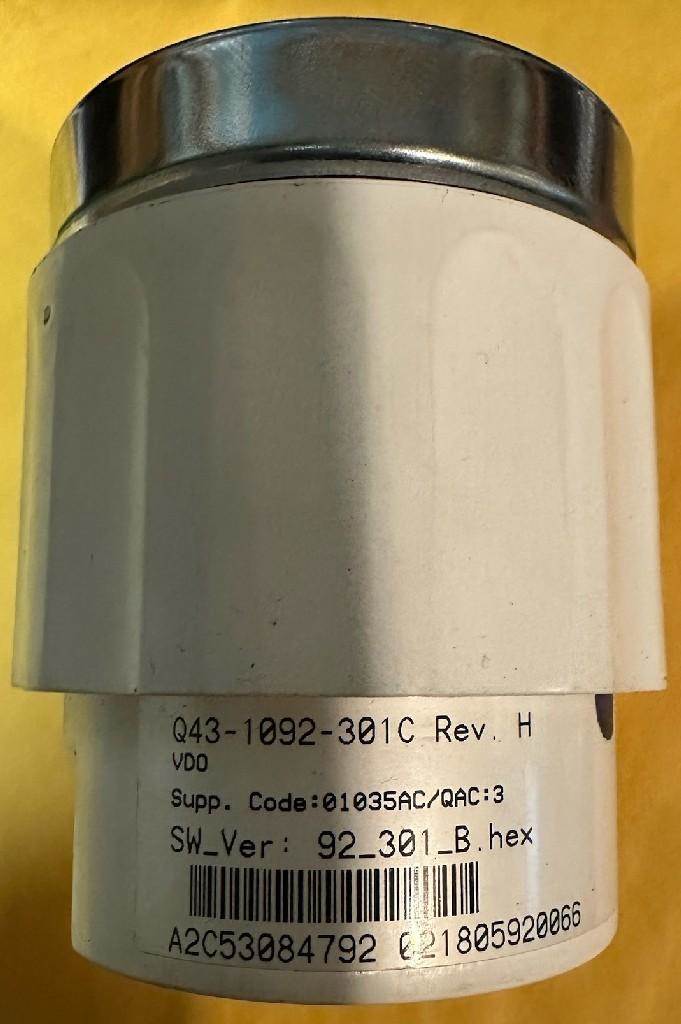 Q43-1092-301C Rev. H
VDO
Supp. Code:01035AC/QAC:3
SW_Ver: 92_301_B.hex
A2C53084792 021805920066